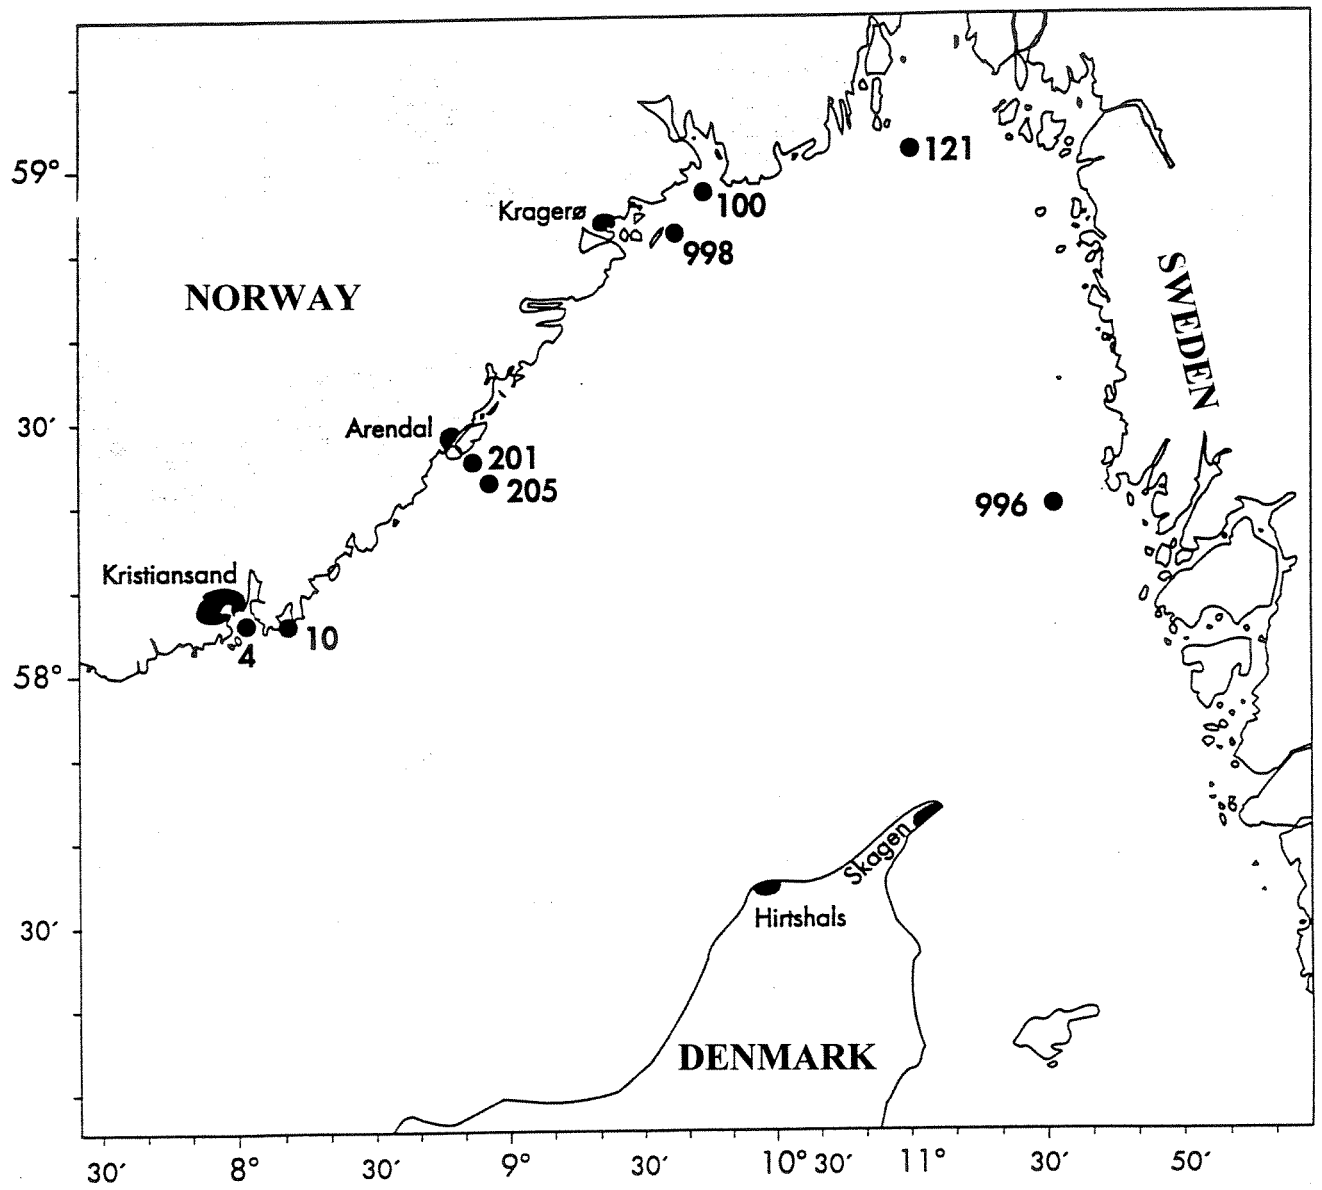 121
59°
100
Kragerø
998
NORWAY
SWEDEN
Arendal
30´
201
205
996
Kristiansand
10
4
58°
Skagen
Hirtshals
30´
DENMARK
30´ 8° 30´ 9° 30´ 10° 30´ 11° 30´ 50´